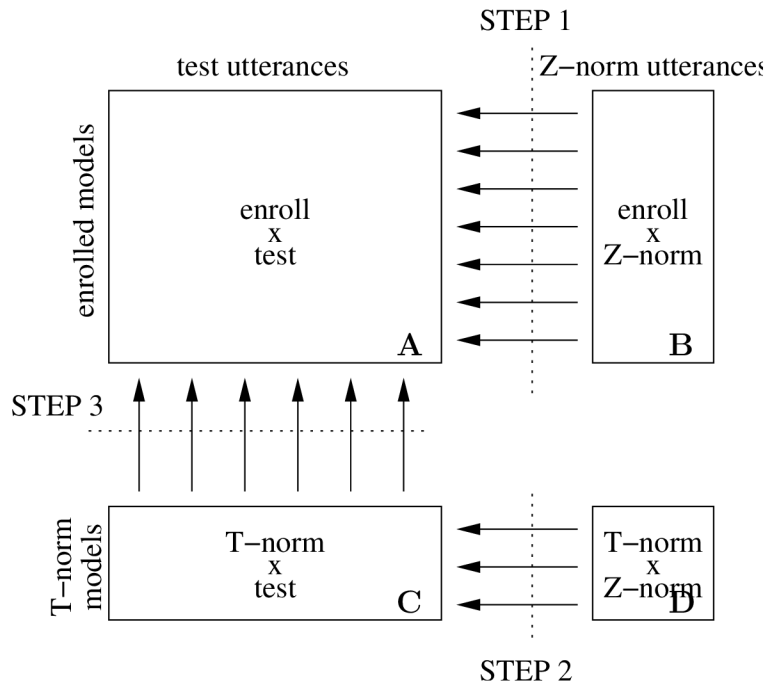 STEP 1
test utterances
Z−norm utterances
enrolled models
enroll
x
test
A
enroll
x
Z−norm
B
STEP 3
T−norm
models
T−norm
x
test
C
T−norm
x
Z−norm
D
STEP 2